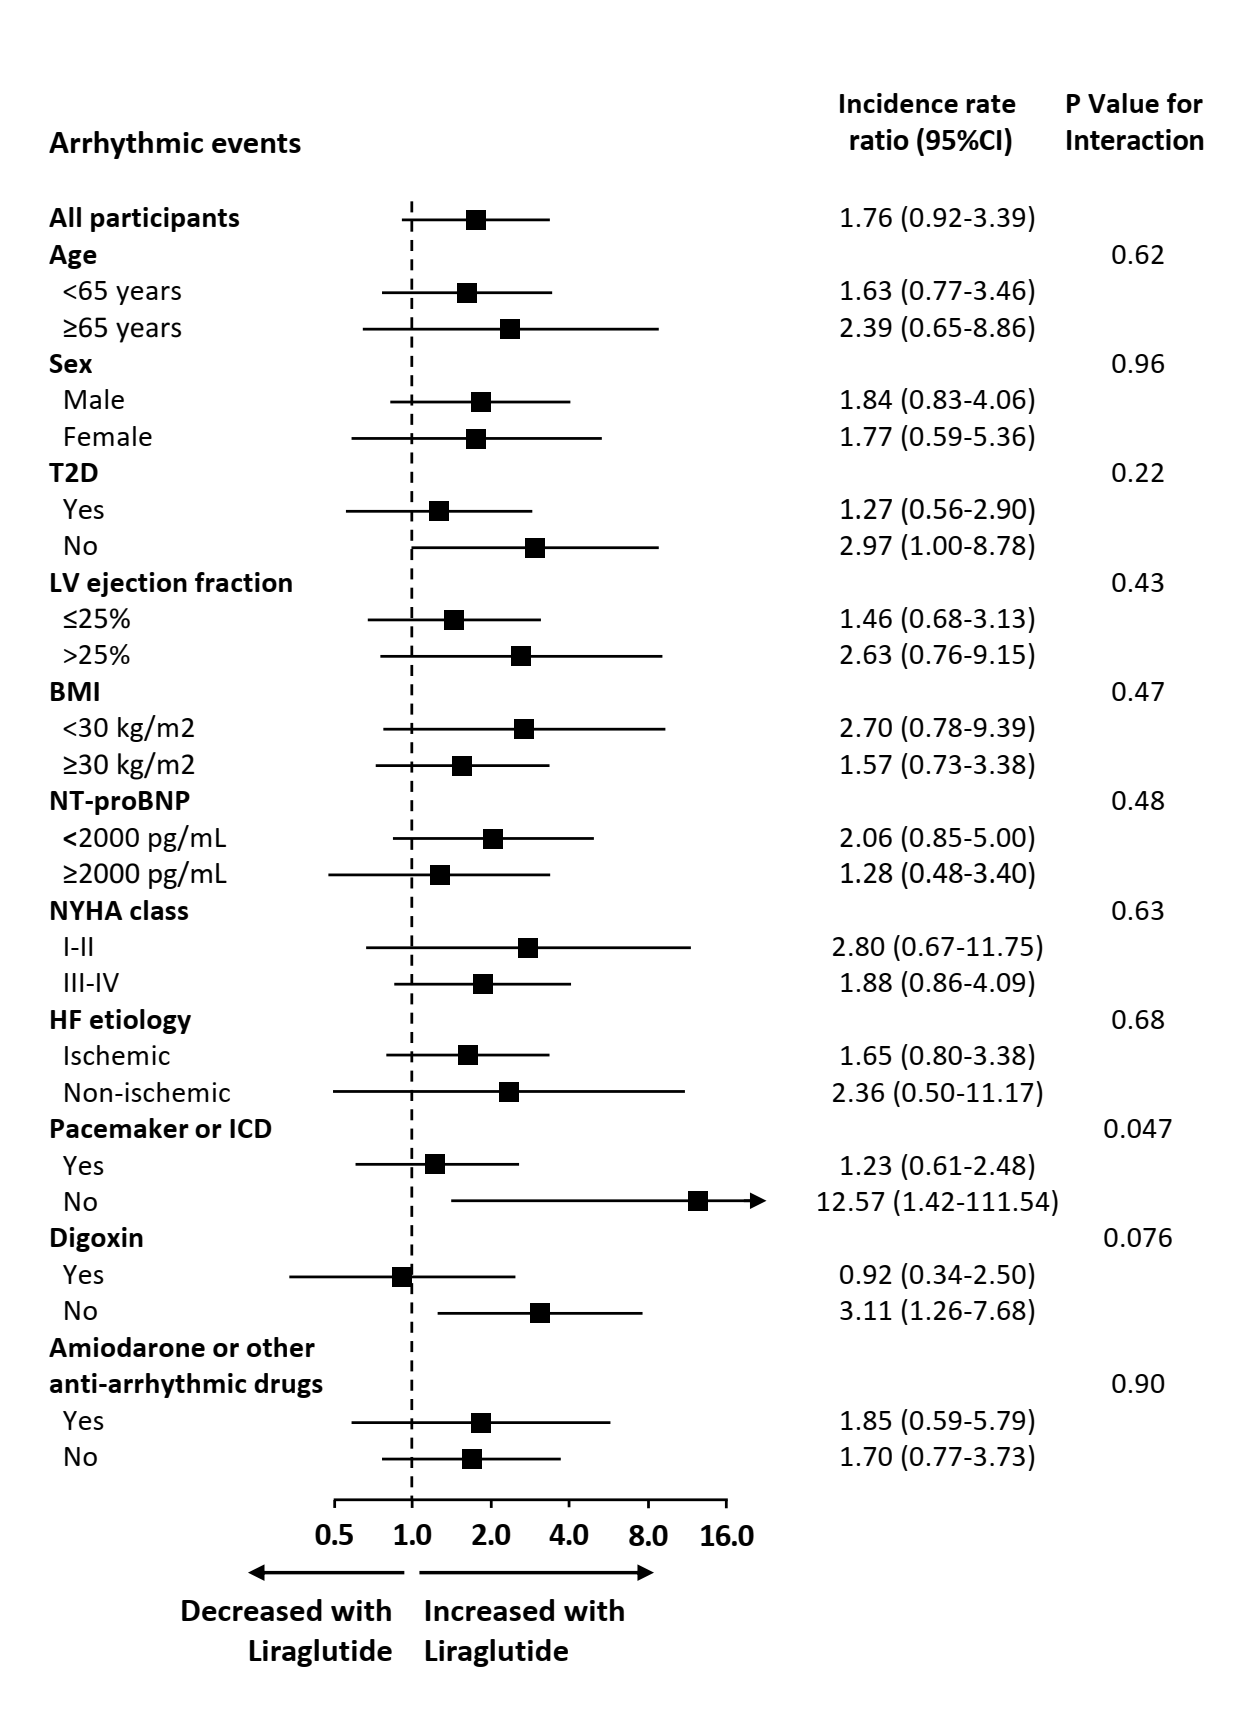 Incidence rate P Value for
Arrhythmic events ratio (95%CI) Interaction
All participants 1.76 (0.92-3.39)
Age 0.62
<65 years 1.63 (0.77-3.46)
≥65 years 2.39 (0.65-8.86)
Sex 0.96
Male 1.84 (0.83-4.06)
Female 1.77 (0.59-5.36)
T2D 0.22
Yes 1.27 (0.56-2.90)
No 2.97 (1.00-8.78)
LV ejection fraction 0.43
≤25% 1.46 (0.68-3.13)
>25% 2.63 (0.76-9.15)
BMI 0.47
<30 kg/m2 2.70 (0.78-9.39)
≥30 kg/m2 1.57 (0.73-3.38)
NT-proBNP 0.48
<2000 pg/mL 2.06 (0.85-5.00)
≥2000 pg/mL 1.28 (0.48-3.40)
NYHA class 0.63
I-II 2.80 (0.67-11.75)
III-IV 1.88 (0.86-4.09)
HF etiology 0.68
Ischemic 1.65 (0.80-3.38)
Non-ischemic 2.36 (0.50-11.17)
Pacemaker or ICD 0.047
Yes 1.23 (0.61-2.48)
No 12.57 (1.42-111.54)
Digoxin 0.076
Yes 0.92 (0.34-2.50)
No 3.11 (1.26-7.68)
Amiodarone or other
anti-arrhythmic drugs 0.90
Yes 1.85 (0.59-5.79)
No 1.70 (0.77-3.73)
0.5 1.0 2.0 4.0 8.0 16.0
Decreased with Increased with
Liraglutide Liraglutide